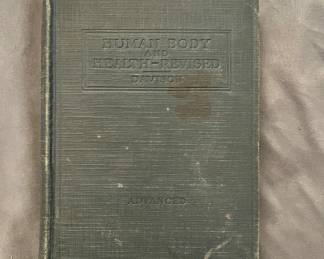 HUMAN BODY
AND
HEALTH-REVISED
DAVISON
ADVANCED